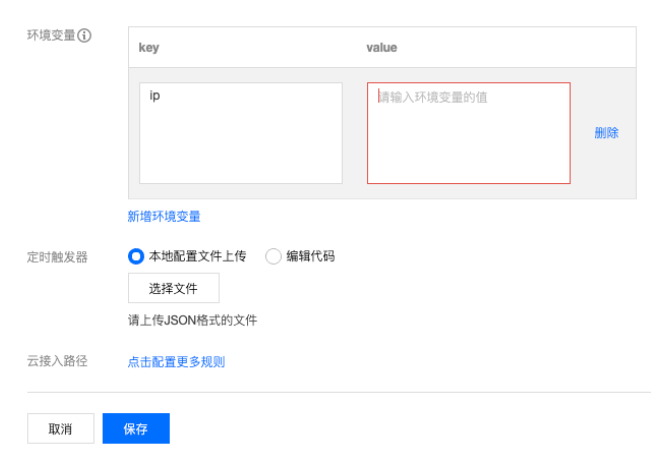 环境变量
key value
ip 请输入环境变量的值
删除
新增环境变量
定时触发器 本地配置文件上传 编辑代码
选择文件
请上传JSON格式的文件
云接入路径 点击配置更多规则
取消 保存